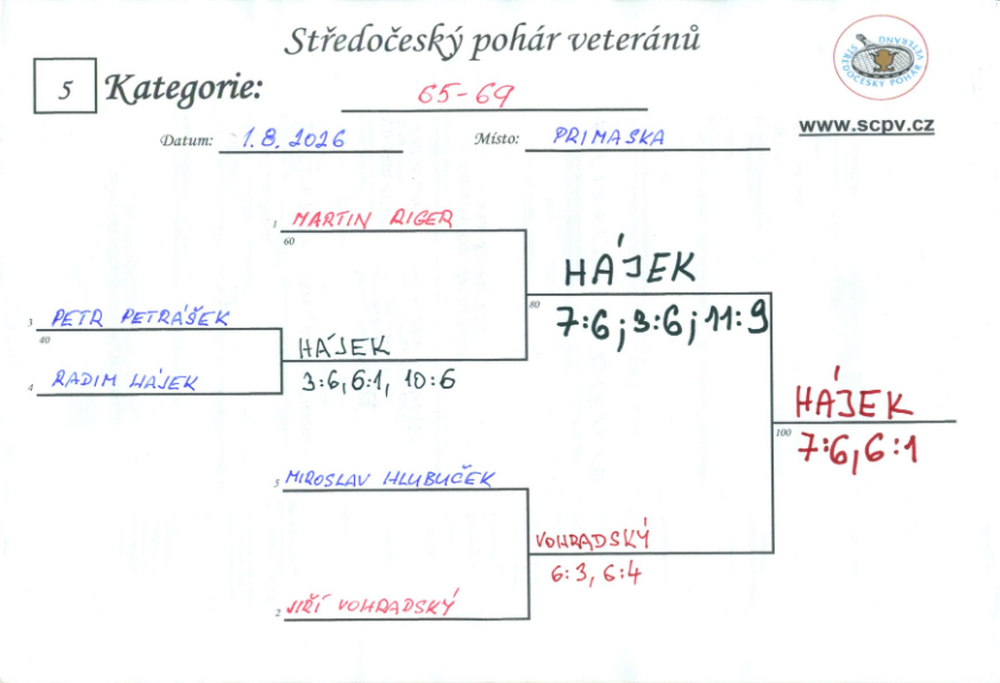 Středočeský pohár veteránů
STŘEDOČESKÝ POHÁR VETERÁNŮ
5 Kategorie: 65-69
www.scpv.cz
Datum: 1.8.2026 Místo: PRIMASKA
1 MARTIN RIGER
60
HÁJEK
80 7:6;3:6;11:9
3 PETR PETRÁŠEK
40
HÁJEK
3:6,6:1, 10:6
4 RADIM HÁJEK
HÁJEK
100 7:6,6:1
5 MIROSLAV HLUBUČEK
VOHRADSKÝ
6:3, 6:4
2 JIŘÍ VOHRADSKÝ